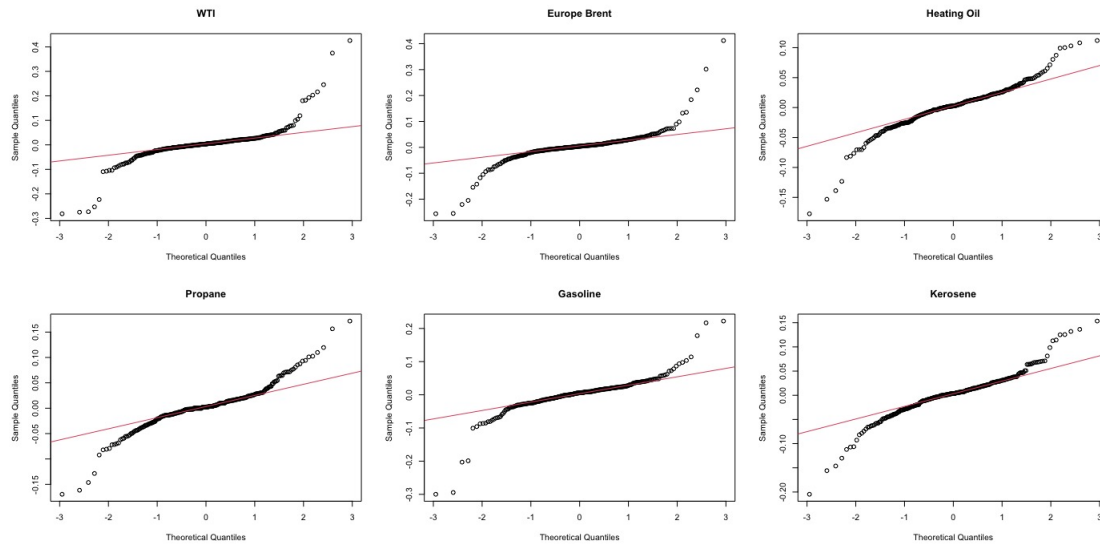 WTI
Sample Quantiles
0.4
0.3
0.2
0.1
0.0
-0.1
-0.2
-0.3
-3 -2 -1 0 1 2 3
Theoretical Quantiles
Europe Brent
Sample Quantiles
0.4
0.3
0.2
0.1
0.0
-0.1
-0.2
-3 -2 -1 0 1 2 3
Theoretical Quantiles
Heating Oil
Sample Quantiles
0.10
0.05
0.00
-0.05
-0.10
-0.15
-3 -2 -1 0 1 2 3
Theoretical Quantiles
Propane
Sample Quantiles
0.15
0.10
0.05
0.00
-0.05
-0.15
-3 -2 -1 0 1 2 3
Theoretical Quantiles
Gasoline
Sample Quantiles
0.2
0.1
0.0
-0.1
-0.2
-0.3
-3 -2 -1 0 1 2 3
Theoretical Quantiles
Kerosene
Sample Quantiles
0.15
0.10
0.05
0.00
-0.10
-0.20
-3 -2 -1 0 1 2 3
Theoretical Quantiles